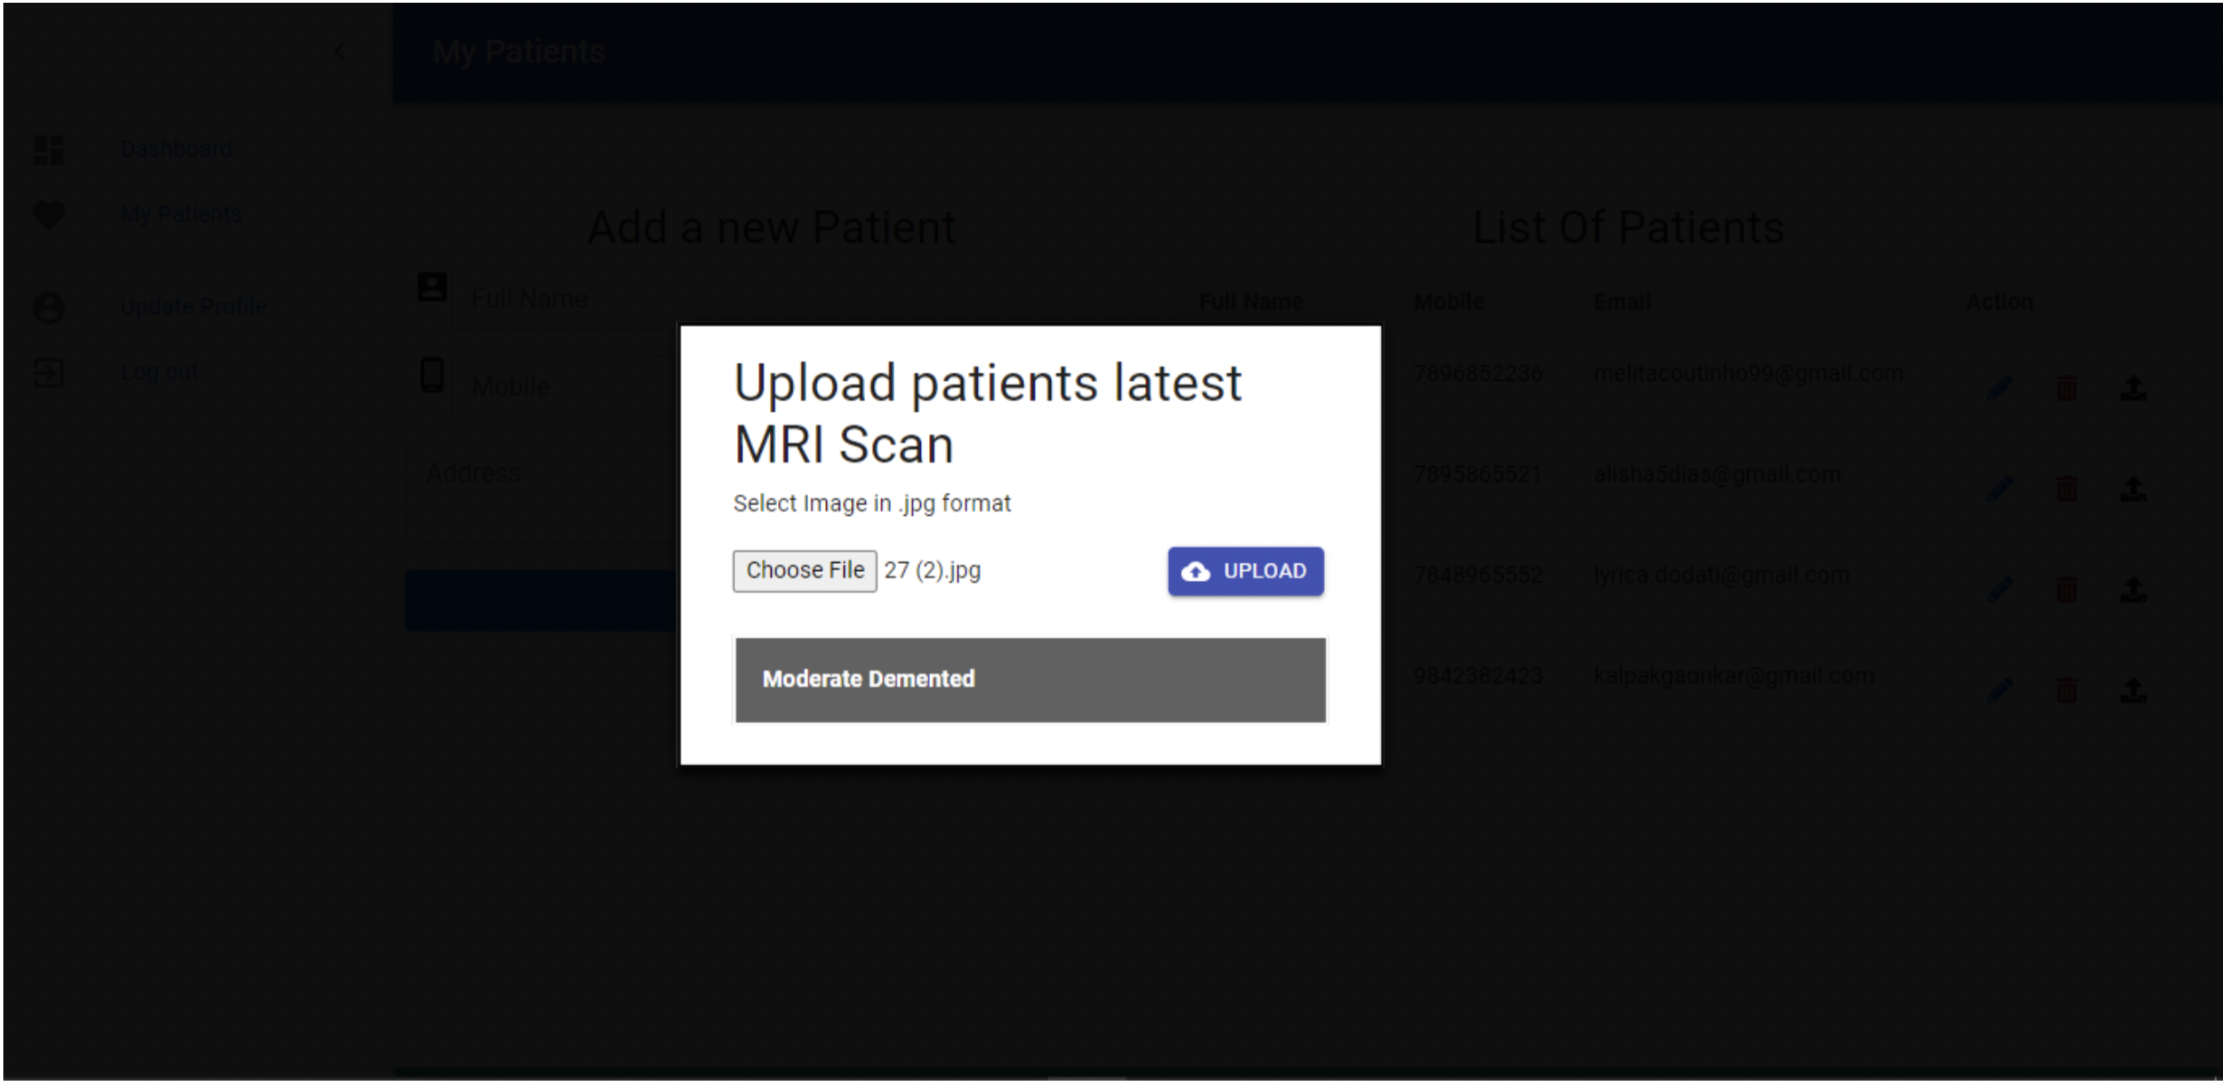 My Patients
Dashboard
My Patients
Update Profile
Log out
Add a new Patient
Full Name
Mobile
Address
List Of Patients
Full Name Mobile Email Action
7896852236 melitacoutinho99@gmail.com
7895865521 alisha5dias@gmail.com
7848965552 lyrica.dodati@gmail.com
9842382423 kalpakgaonkar@gmail.com
Upload patients latest
MRI Scan
Select Image in .jpg format
Choose File 27 (2).jpg
UPLOAD
Moderate Demented